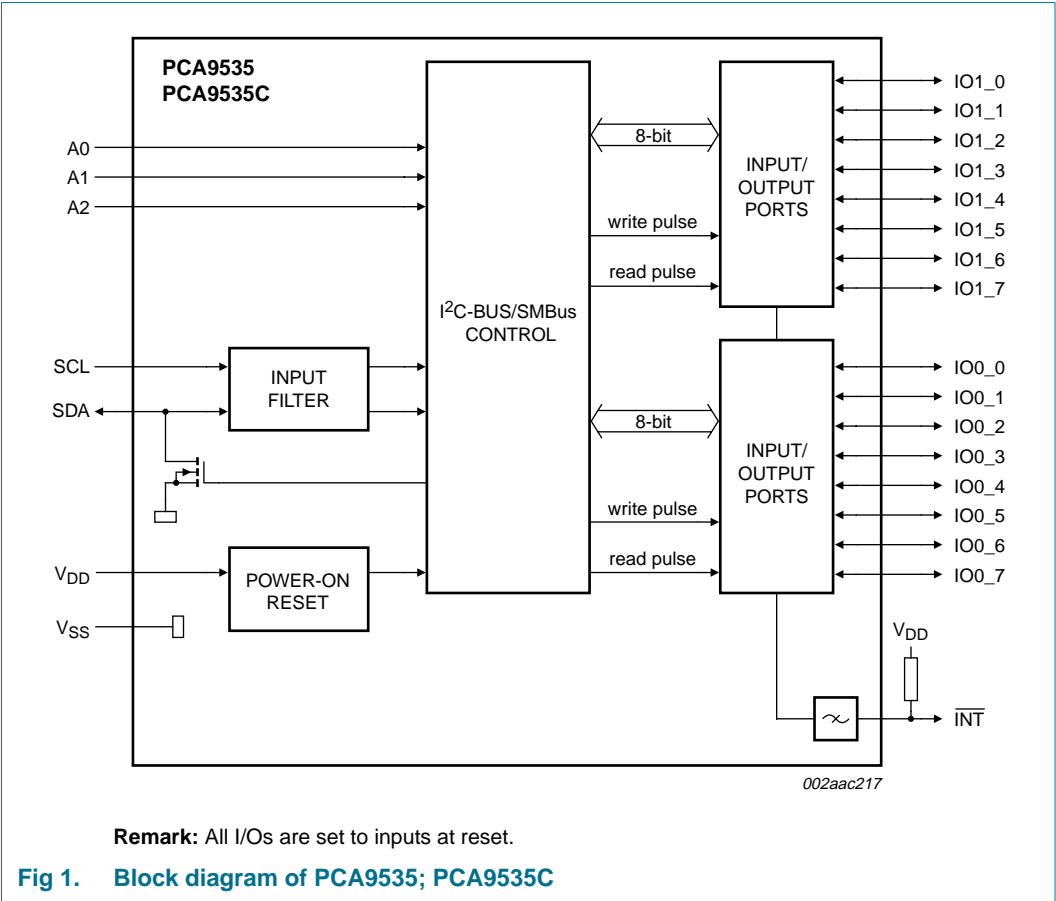 PCA9535
PCA9535C
A0
A1
A2
SCL
SDA
VDD
VSS
INPUT
FILTER
POWER-ON
RESET
I2C-BUS/SMBus
CONTROL
8-bit
write pulse
read pulse
INPUT/
OUTPUT
PORTS
IO1_0
IO1_1
IO1_2
IO1_3
IO1_4
IO1_5
IO1_6
IO1_7
8-bit
write pulse
read pulse
INPUT/
OUTPUT
PORTS
IO0_0
IO0_1
IO0_2
IO0_3
IO0_4
IO0_5
IO0_6
IO0_7
VDD
INT
002aac217
Remark: All I/Os are set to inputs at reset.
Fig 1. Block diagram of PCA9535; PCA9535C